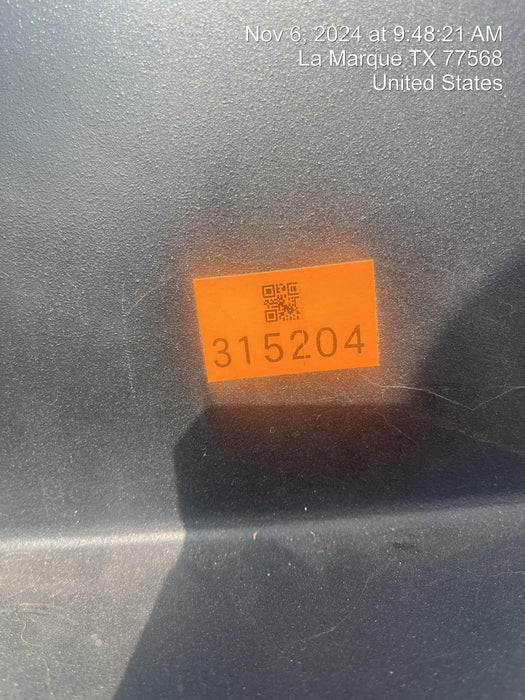 Nov 6, 2024 at 9:48:21 AM
La Marque TX 77568
United States
315204